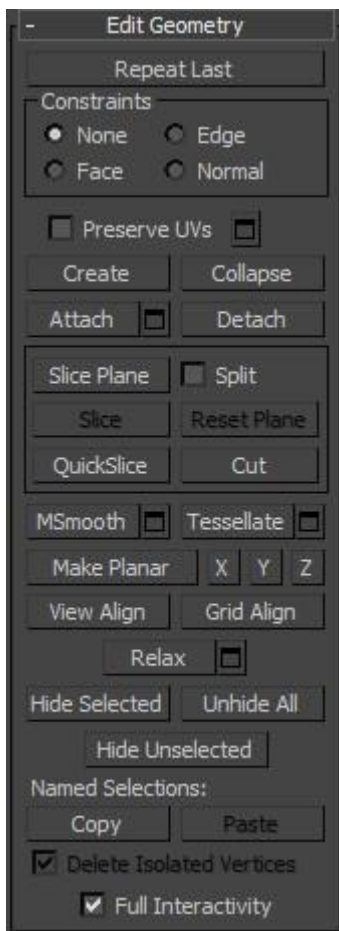 - Edit Geometry
Repeat Last
Constraints
None Edge
Face Normal
Preserve UVs
Create Collapse
Attach Detach
Slice Plane Split
Slice Reset Plane
QuickSlice Cut
MSmooth Tessellate
Make Planar X Y Z
View Align Grid Align
Relax
Hide Selected Unhide All
Hide Unselected
Named Selections:
Copy Paste
Delete Isolated Vertices
Full Interactivity